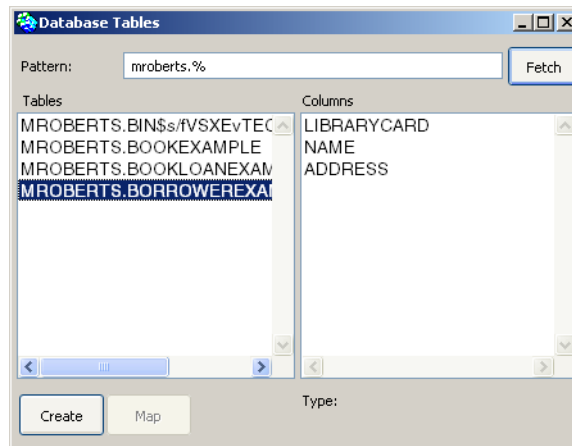 Database Tables
Pattern:
mroberts.%
Fetch
Tables
Columns
MROBERTS.BIN$s/fVSXEvTEC
MROBERTS.BOOKEXAMPLE
MROBERTS.BOOKLOANEXAM
MROBERTS.BORROWEREXAM
LIBRARYCARD
NAME
ADDRESS
Type:
Create
Map